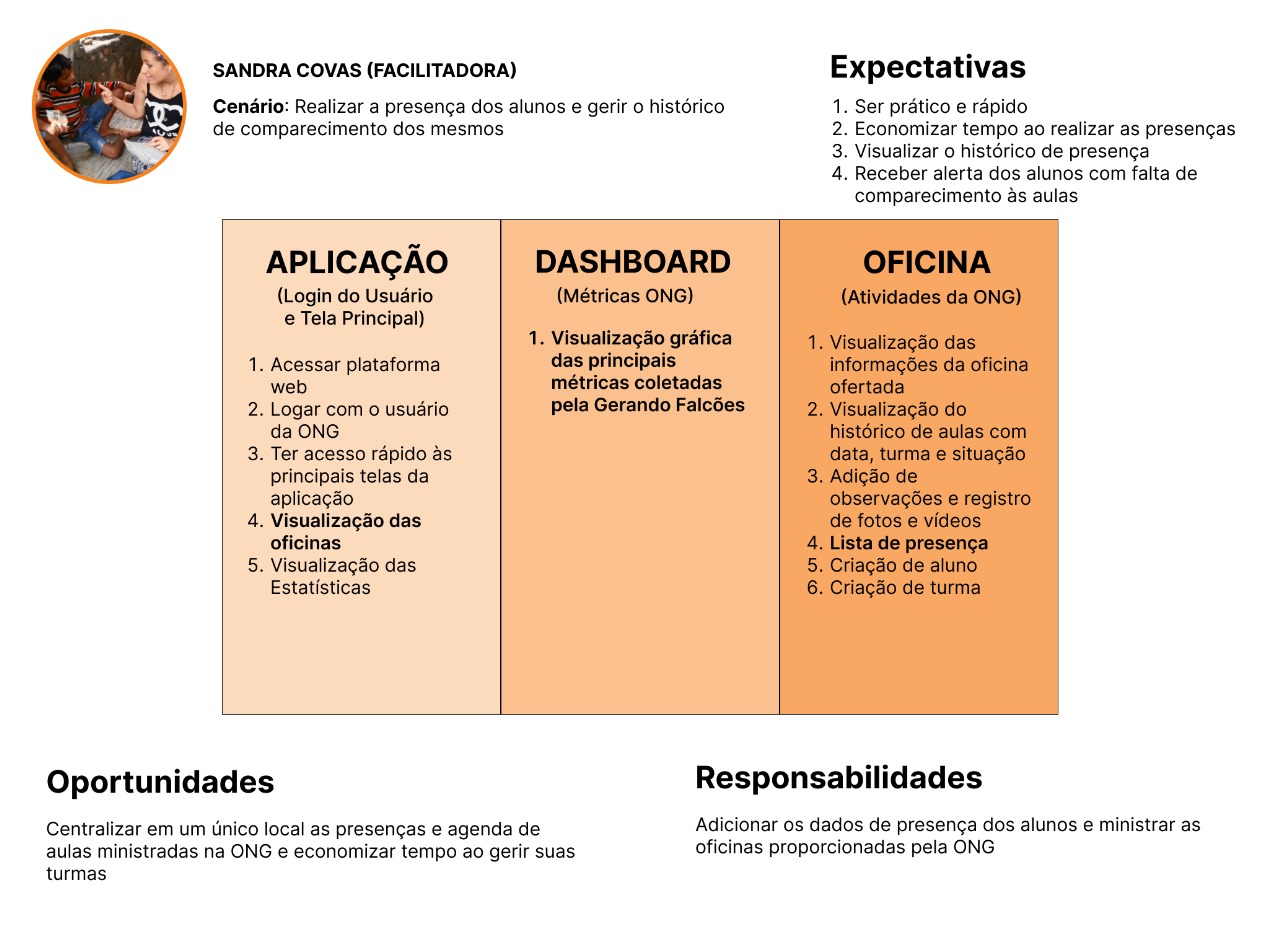 SANDRA COVAS (FACILITADORA)
Cenário: Realizar a presença dos alunos e gerir o histórico
de comparecimento dos mesmos
Expectativas
1. Ser prático e rápido
2. Economizar tempo ao realizar as presenças
3. Visualizar o histórico de presença
4. Receber alerta dos alunos com falta de
comparecimento às aulas
APLICAÇÃO
(Login do Usuário
e Tela Principal)
1. Acessar plataforma
web
2. Logar com o usuário
da ONG
3. Ter acesso rápido às
principais telas da
aplicação
4. Visualização das
oficinas
5. Visualização das
Estatísticas
DASHBOARD
(Métricas ONG)
1. Visualização gráfica
das principais
métricas coletadas
pela Gerando Falcões
OFICINA
(Atividades da ONG)
1. Visualização das
informações da oficina
ofertada
2. Visualização do
histórico de aulas com
data, turma e situação
3. Adição de
observações e registro
de fotos e vídeos
4. Lista de presença
5. Criação de aluno
6. Criação de turma
Oportunidades
Centralizar em um único local as presenças e agenda de
aulas ministradas na ONG e economizar tempo ao gerir suas
turmas
Responsabilidades
Adicionar os dados de presença dos alunos e ministrar as
oficinas proporcionadas pela ONG